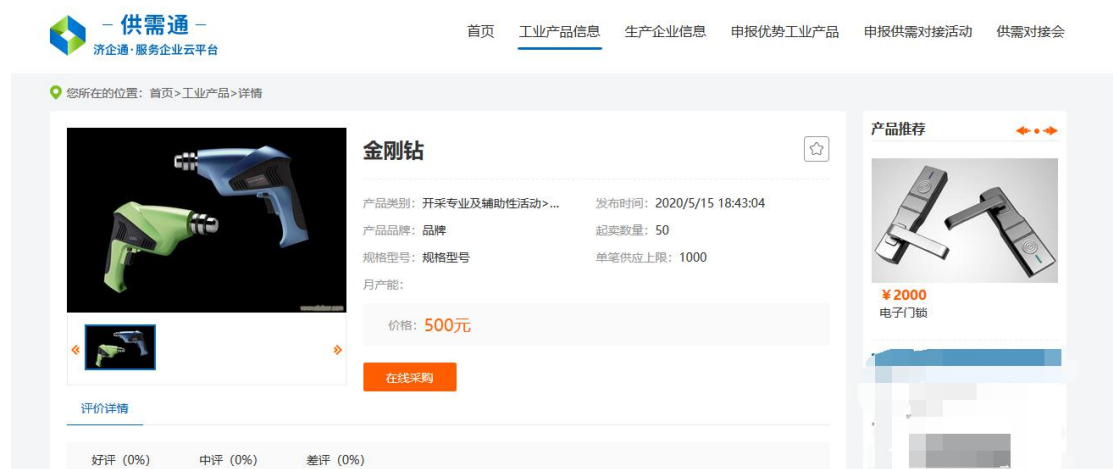 供需通
济企通·服务企业云平台
首页 工业产品信息 生产企业信息 申报优势工业产品 申报供需对接活动 供需对接会
您所在的位置：首页>工业产品>详情
金刚钻
产品类别：开采专业及辅助性活动>...
发布时间：2020/5/15 18:43:04
产品品牌：品牌
起卖数量：50
规格型号：规格型号
单笔供应上限：1000
月产能：
价格：500元
在线采购
评价详情
好评（0%） 中评（0%） 差评（0%）
产品推荐
￥2000
电子门锁